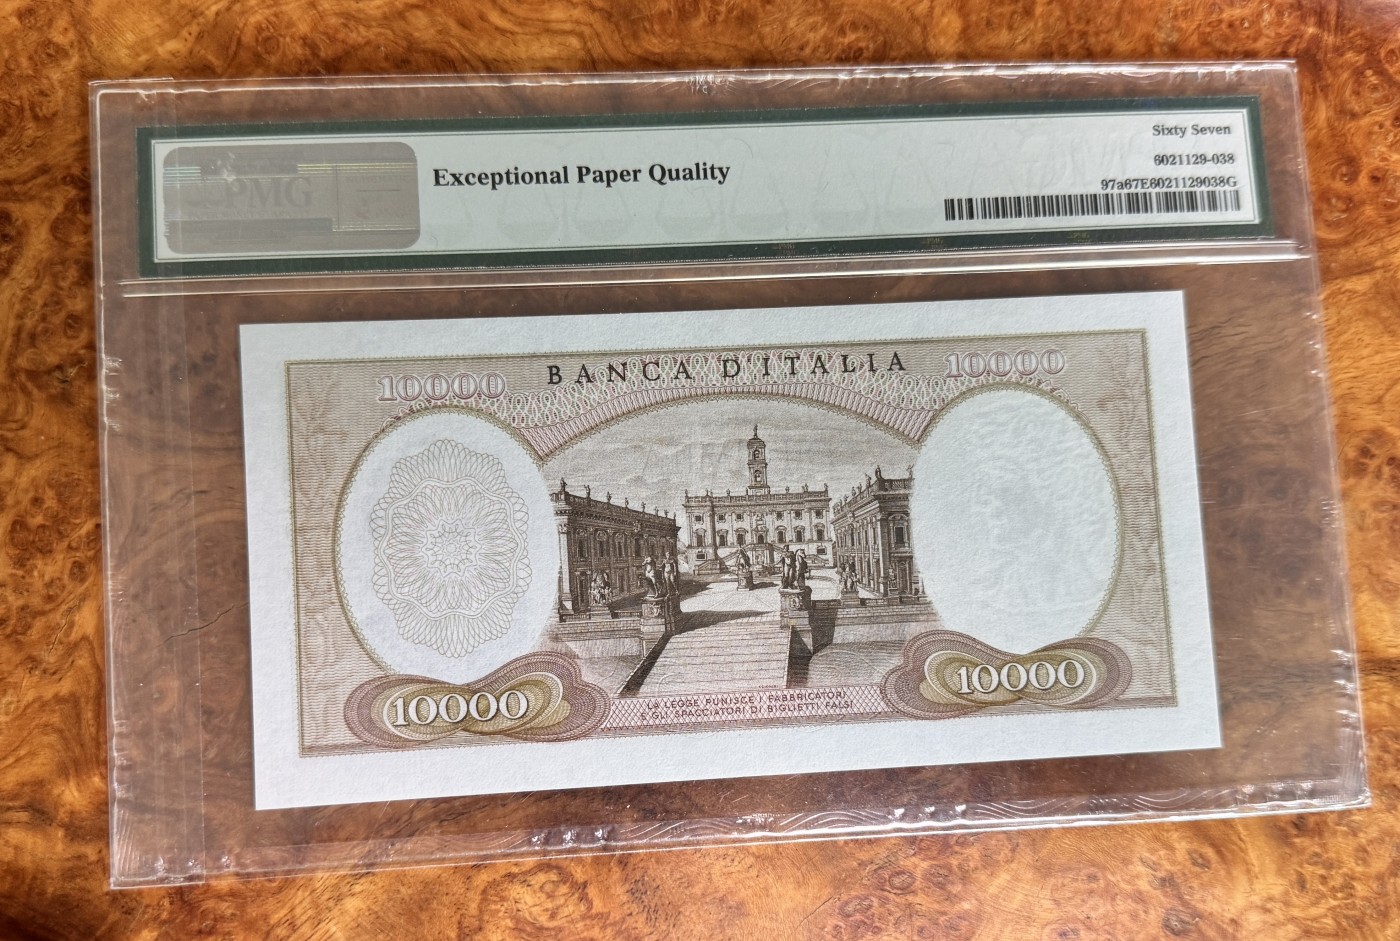 PMG
Exceptional Paper Quality
Sixty Seven
6021129-038
97a67E6021129038G
10000
BANCA D'ITALIA
10000
10000
LA LEGGE PUNISCE I FABBRICATORI
E GLI SPACCIATORI DI BIGLIETTI FALSI
10000